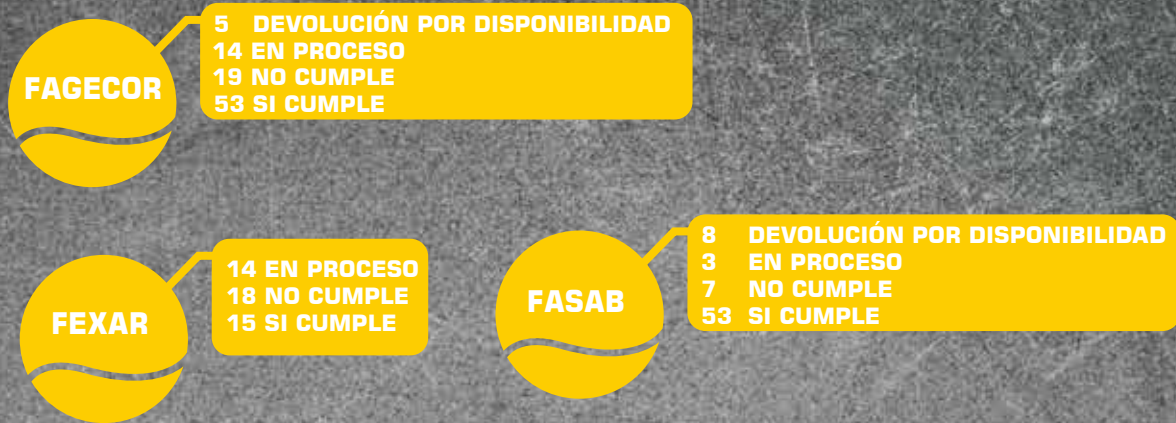 FAGECOR
5 DEVOLUCIÓN POR DISPONIBILIDAD
14 EN PROCESO
19 NO CUMPLE
53 SI CUMPLE
FEXAR
14 EN PROCESO
18 NO CUMPLE
15 SI CUMPLE
FASAB
8 DEVOLUCIÓN POR DISPONIBILIDAD
3 EN PROCESO
7 NO CUMPLE
53 SI CUMPLE